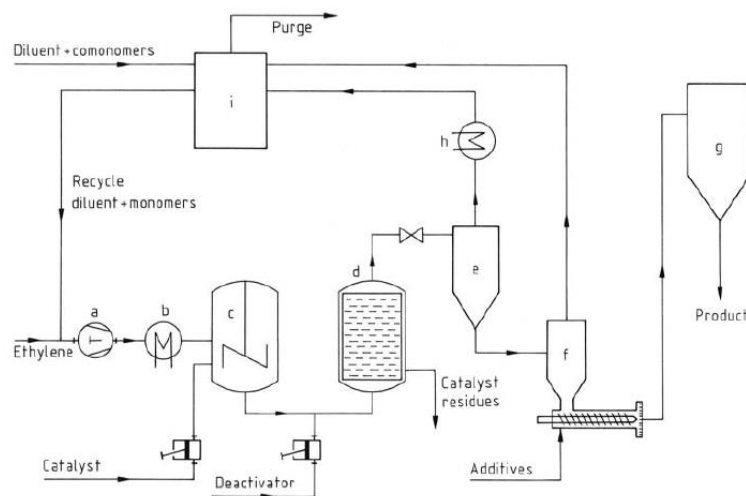 Purge
Diluent+comonomers
i
h
g
Recycle
diluent+monomers
d
e
a
b
c
Product
Ethylene
f
Catalyst
residues
Catalyst
Additives
Deactivator